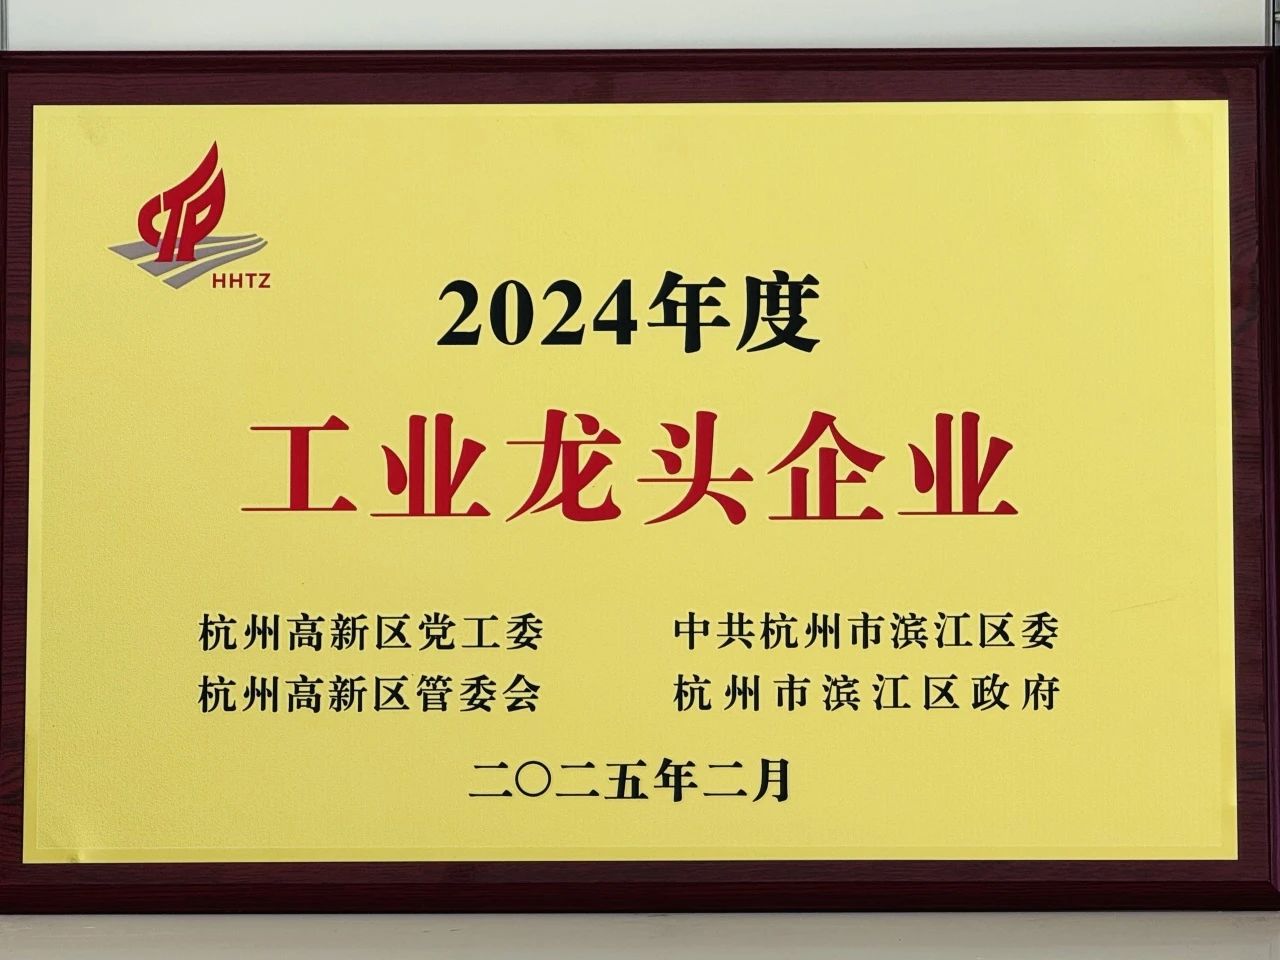 CTP
HHTZ
2024年度
工业龙头企业
杭州高新区党工委 中共杭州市滨江区委
杭州高新区管委会 杭州市滨江区政府
二〇二五年二月